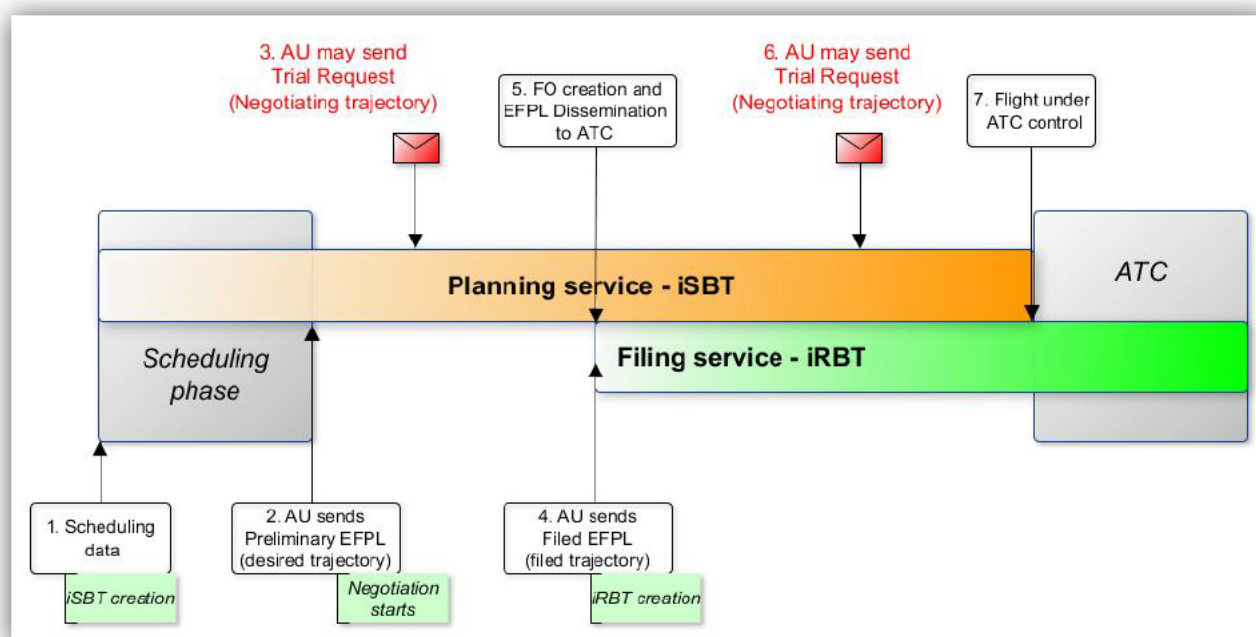 3. AU may send
Trial Request
(Negotiating trajectory)
5. FO creation and
EFPL Dissemination
to ATC
6. AU may send
Trial Request
(Negotiating trajectory)
7. Flight under
ATC control
Planning service - iSBT
ATC
Scheduling
phase
Filing service - iRBT
1. Scheduling
data
iSBT creation
2. AU sends
Preliminary EFPL
(desired trajectory)
Negotiation
starts
4. AU sends
Filed EFPL
(filed trajectory)
iRBT creation